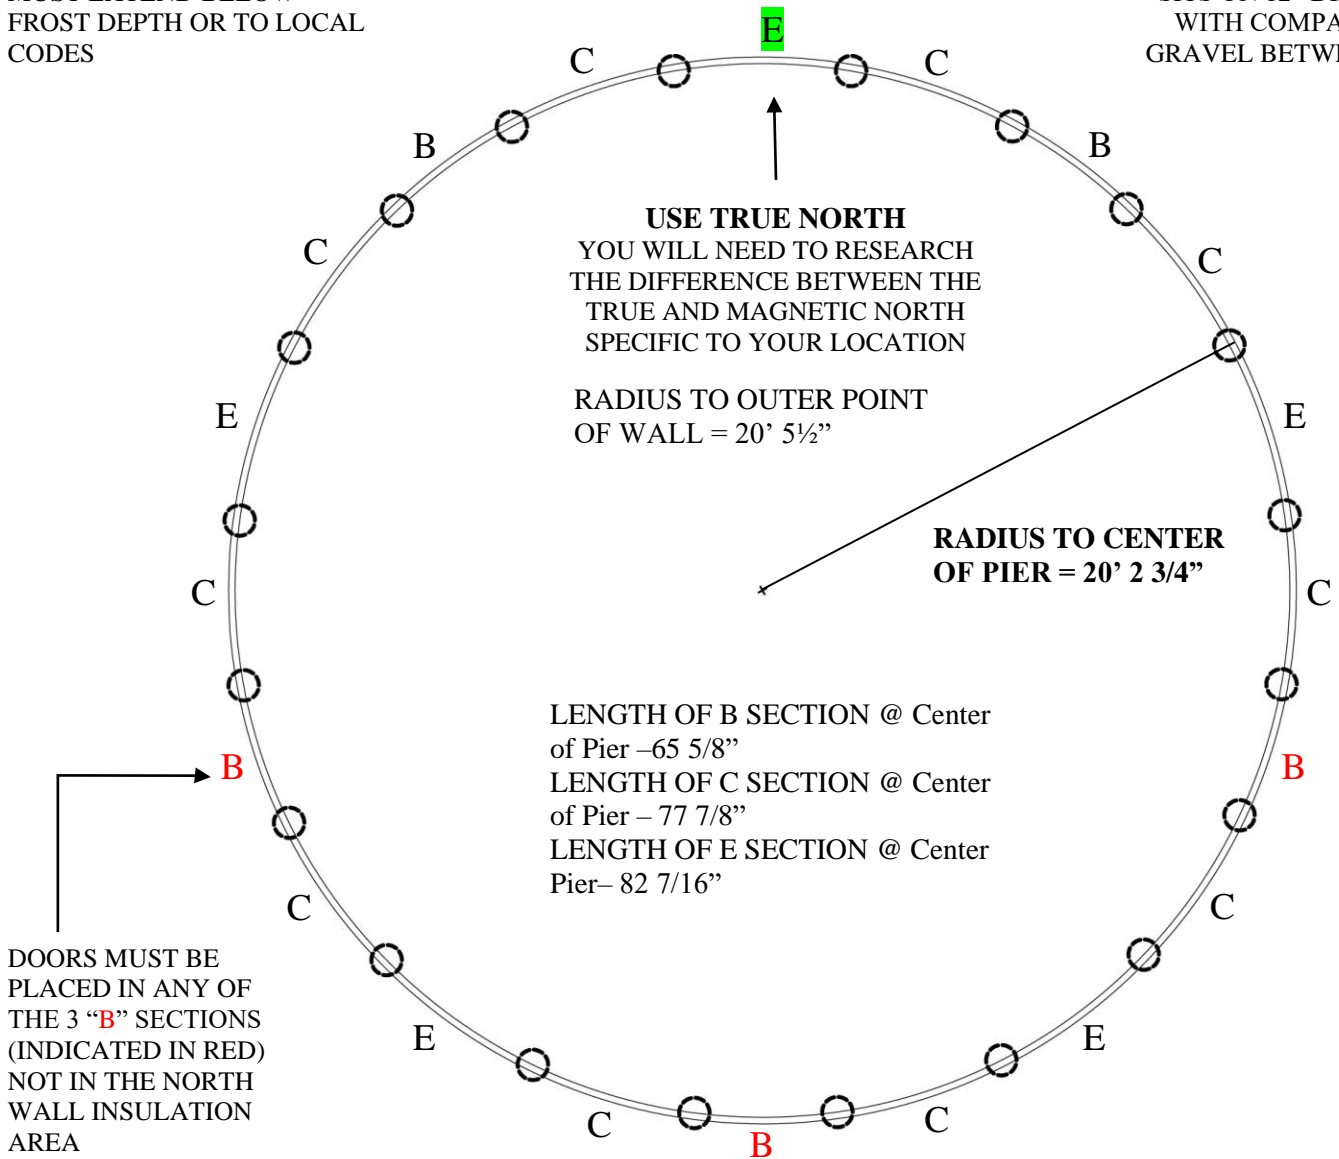 FROST DEPTH OR TO LOCAL
CODES
E
WITH COMPA
GRAVEL BETW
C
C
B
B
C
C
E
E
C
C
B
B
C
C
E
E
C
C
B
USE TRUE NORTH
YOU WILL NEED TO RESEARCH
THE DIFFERENCE BETWEEN THE
TRUE AND MAGNETIC NORTH
SPECIFIC TO YOUR LOCATION
RADIUS TO OUTER POINT
OF WALL = 20’ 5½”
RADIUS TO CENTER
OF PIER = 20’ 2 3/4”
LENGTH OF B SECTION @ Center
of Pier –65 5/8”
LENGTH OF C SECTION @ Center
of Pier – 77 7/8”
LENGTH OF E SECTION @ Center
Pier– 82 7/16”
DOORS MUST BE
PLACED IN ANY OF
THE 3 “B” SECTIONS
(INDICATED IN RED)
NOT IN THE NORTH
WALL INSULATION
AREA